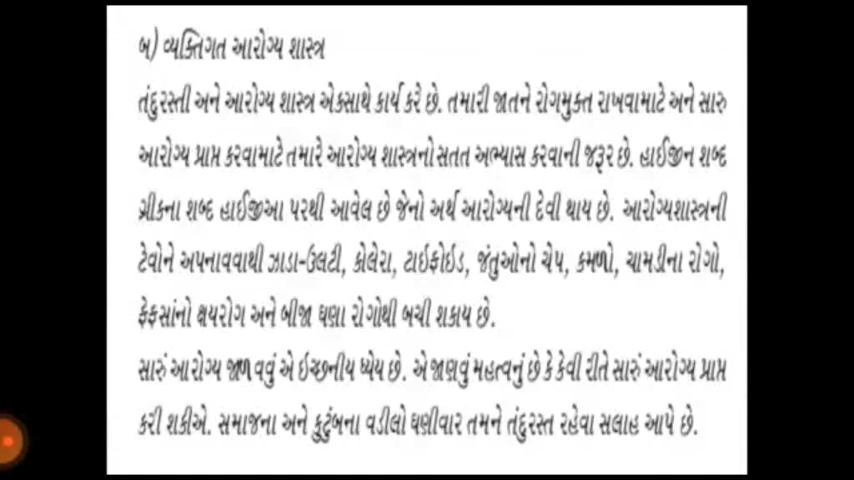 બ) વ્યક્તિગત આરોગ્ય શાસ્ત્ર
તંદુરસ્તી અને આરોગ્ય શાસ્ત્ર એકસાથે કાર્ય કરે છે. તમારી જાતને રોગમુક્ત રાખવામાટે અને સારુ
આરોગ્ય પ્રાપ્ત કરવામાટે તમારે આરોગ્ય શાસ્ત્રનો સતત અભ્યાસ કરવાની જરૂર છે. હાઈજીન શબ્દ
ગ્રીકના શબ્દ હાઈજીઆ પરથી આવેલ છે જેનો અર્થ આરોગ્યની દેવી થાય છે. આરોગ્યશાસ્ત્રની
ટેવોને અપનાવવાથી ઝાડા-ઉલટી, કોલેરા, ટાઇફોઇડ, જંતુઓનો ચેપ, કમળો, ચામડીના રોગો,
ફેફસાંનો ક્ષયરોગ અને બીજા ઘણા રોગોથી બચી શકાય છે.
સારું આરોગ્ય જાળવવું એ ઇચ્છનીય ધ્યેય છે. એ જાણવું મહત્વનું છે કે કેવી રીતે સારું આરોગ્ય પ્રાપ્ત
કરી શકીએ. સમાજના અને કુટુંબના વડીલો ઘણીવાર તમને તંદુરસ્ત રહેવા સલાહ આપે છે.